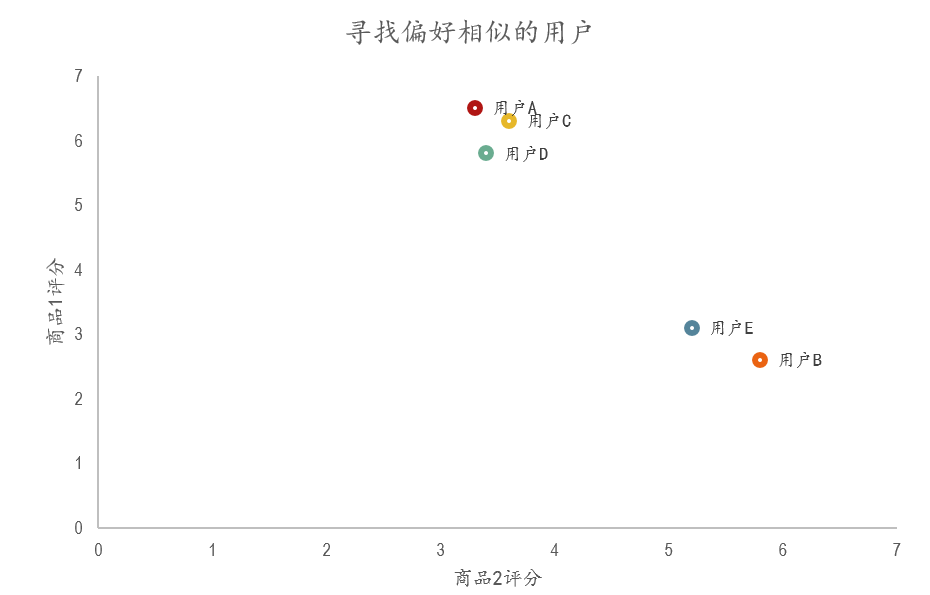 寻找偏好相似的用户
7
用户A
用户C
6
用户D
5
4
商品1评分
3
用户E
用户B
2
1
0
0 1 2 3 4 5 6 7
商品2评分